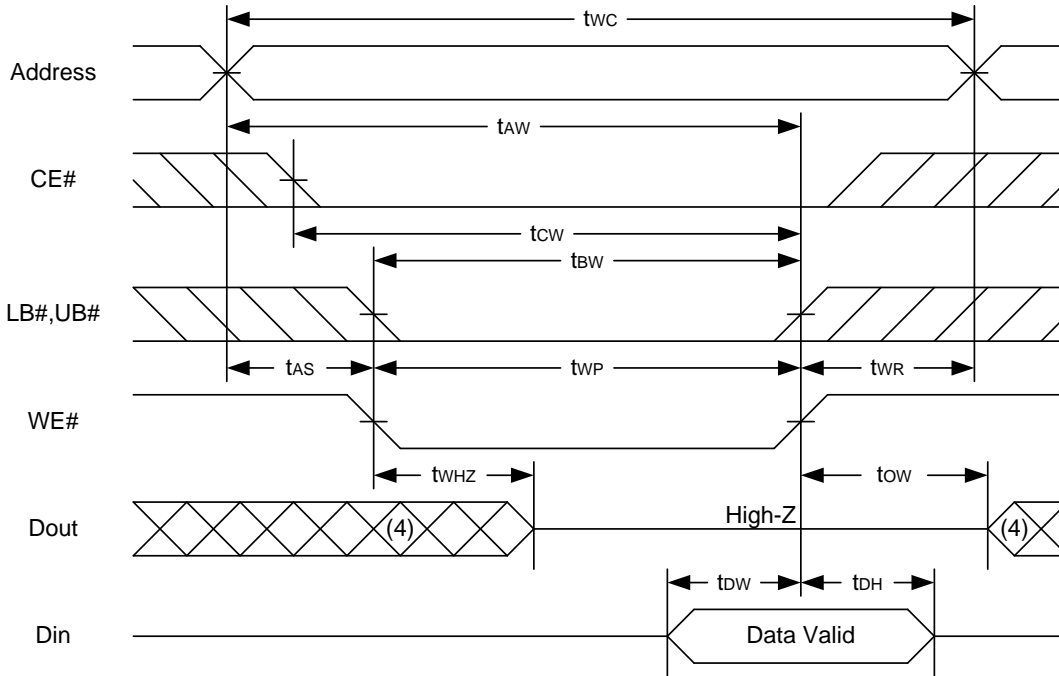 tWC
Address
tAW
CE#
tCW
tBW
LB#,UB#
tAS tWP tWR
WE#
tWHZ tOW
High-Z
Dout (4) (4)
tDW tDH
Din Data Valid